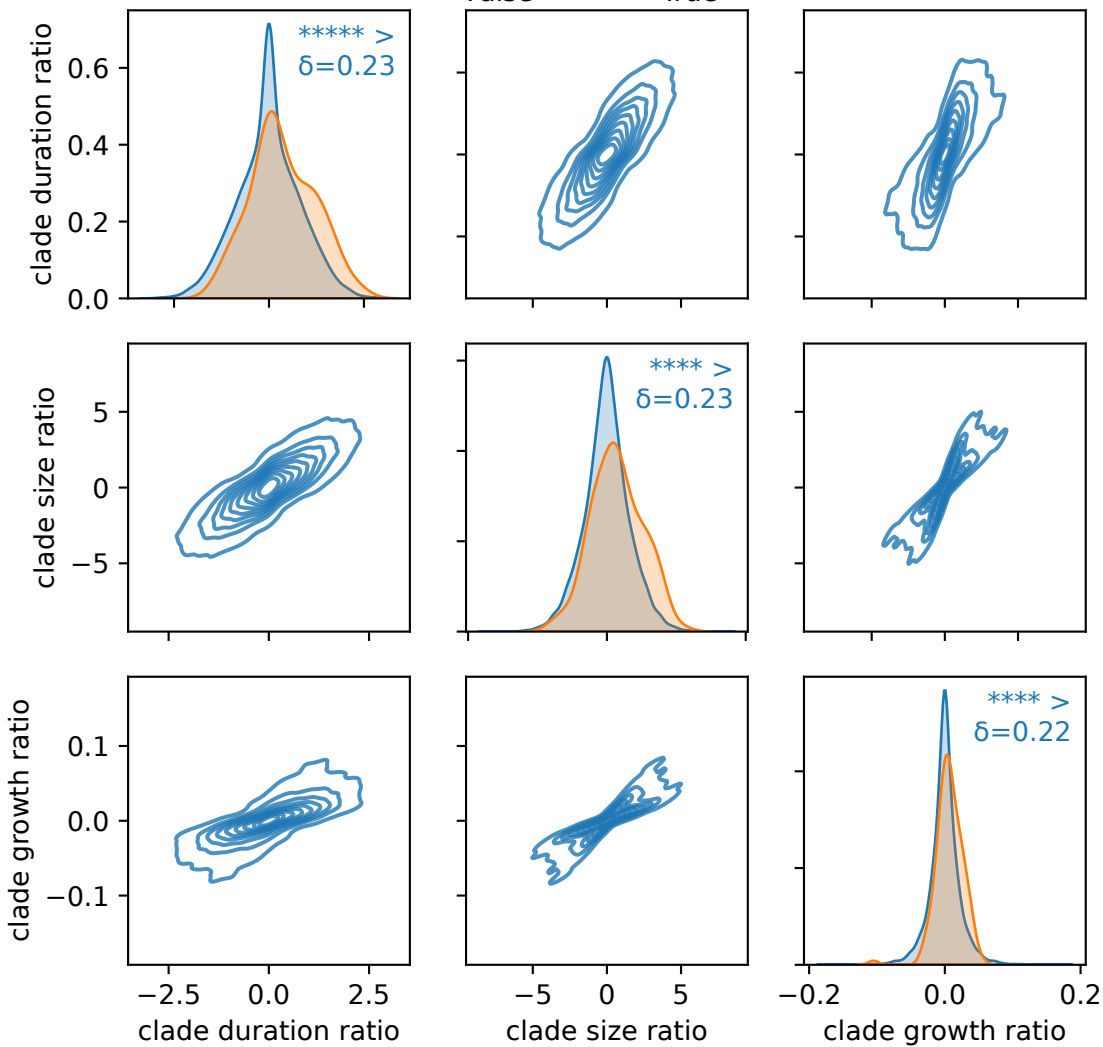 clade duration ratio
0.6
0.4
0.2
0.0
***** >
δ=0.23
clade size ratio
5
0
−5
**** >
δ=0.23
clade growth ratio
0.1
0.0
−0.1
**** >
δ=0.22
−2.5 0.0 2.5
−5 0 5
−0.2 0.0 0.2
clade duration ratio
clade size ratio
clade growth ratio